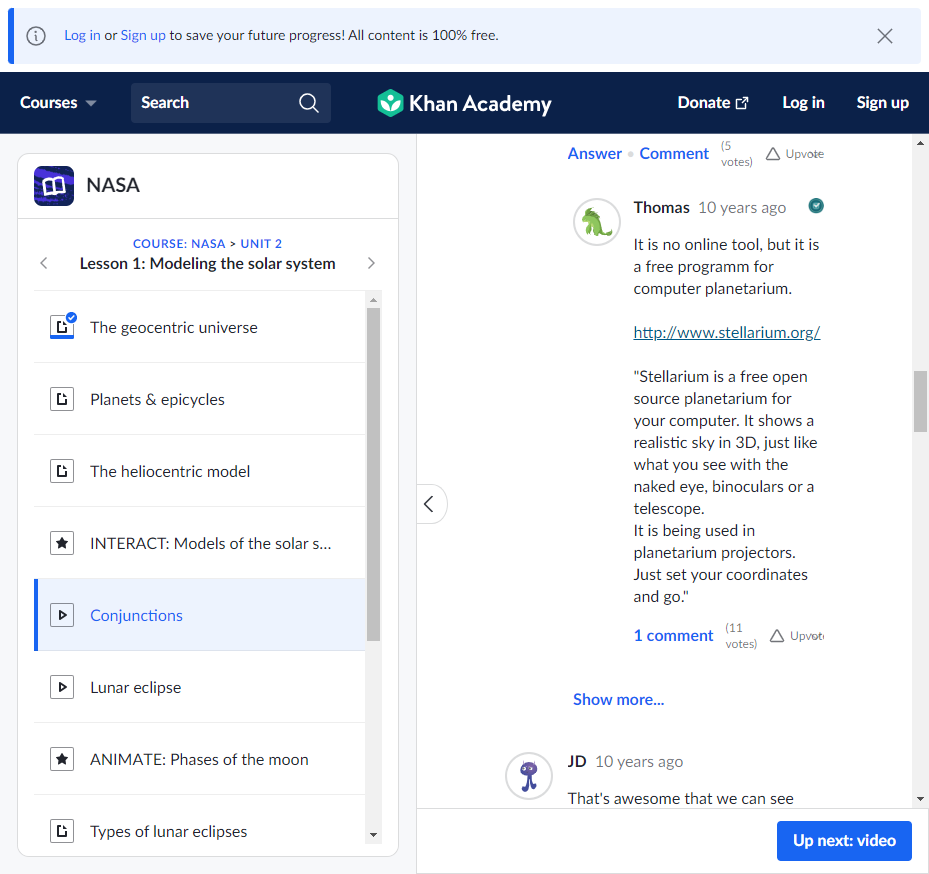 Log in or Sign up to save your future progress! All content is 100% free.
Courses
Search
Khan Academy
Donate
Log in
Sign up
NASA
COURSE: NASA > UNIT 2
Lesson 1: Modeling the solar system
The geocentric universe
Planets & epicycles
The heliocentric model
INTERACT: Models of the solar s...
Conjunctions
Lunar eclipse
ANIMATE: Phases of the moon
Types of lunar eclipses
Answer • Comment
(5
votes)
Upvote
Thomas 10 years ago
It is no online tool, but it is
a free programm for
computer planetarium.
http://www.stellarium.org/
"Stellarium is a free open
source planetarium for
your computer. It shows a
realistic sky in 3D, just like
what you see with the
naked eye, binoculars or a
telescope.
It is being used in
planetarium projectors.
Just set your coordinates
and go."
1 comment
(11
votes)
Upvote
Show more...
JD 10 years ago
That's awesome that we can see
Up next: video